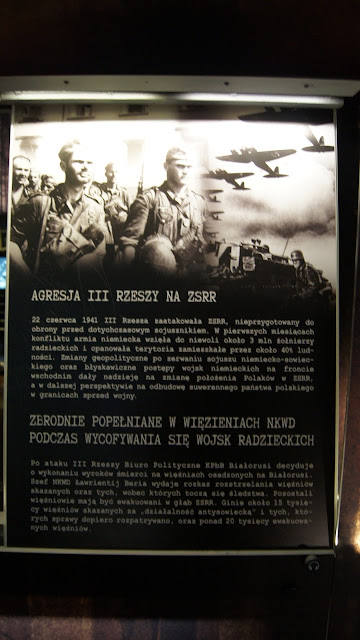 AGRESJA III RZESZY NA ZSRR
22 czerwca 1941 III Rzesza zaatakowała ZSRR, nieprzygotowany do
obrony przed dotychczasowym sojusznikiem. W pierwszych miesiącach
konfliktu armia niemiecka wzięła do niewoli około 3 mln żołnierzy
radzieckich i opanowała terytoria zamieszkałe przez około 40% lud-
ności. Zmiany geopolityczne po zerwaniu sojuszu niemiecko-sowiec-
kiego oraz błyskawiczne postępy wojsk niemieckich na froncie
wschodnim dały nadzieję na zmianę położenia Polaków w ZSRR,
a w dalszej perspektywie na odbudowę suwerennego państwa polskiego
w granicach sprzed wojny.
ZBRODNIE POPEŁNIANE W WIĘZIENIACH NKWD
PODCZAS WYCOFYWANIA SIĘ WOJSK RADZIECKICH
Po ataku III Rzeszy Biuro Polityczne KPbB Białorusi decyduje
o wykonaniu wyroków śmierci na więźniach osadzonych na Białorusi.
Szef NKWD Ławrientij Beria wydaje rozkaz rozstrzelania więźniów
skazanych oraz tych, wobec których toczą się śledztwa. Pozostali
więźniowie mają być ewakuowani w głąb ZSRR. Ginie około 15 tysię-
cy więźniów skazanych za „działalność antysowiecką" i tych, któ-
rych sprawy dopiero rozpatrywano, oraz ponad 20 tysięcy ewakuowa-
nych więźniów.